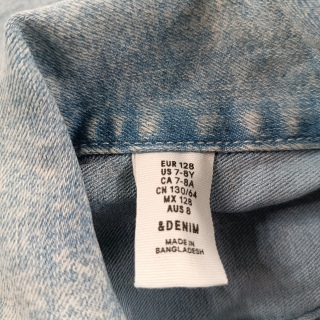 EUR 128
US 7-8Y
CA 7-8A
CN 130/64
MX 128
AUS 8
&DENIM
MADE IN
BANGLADESH